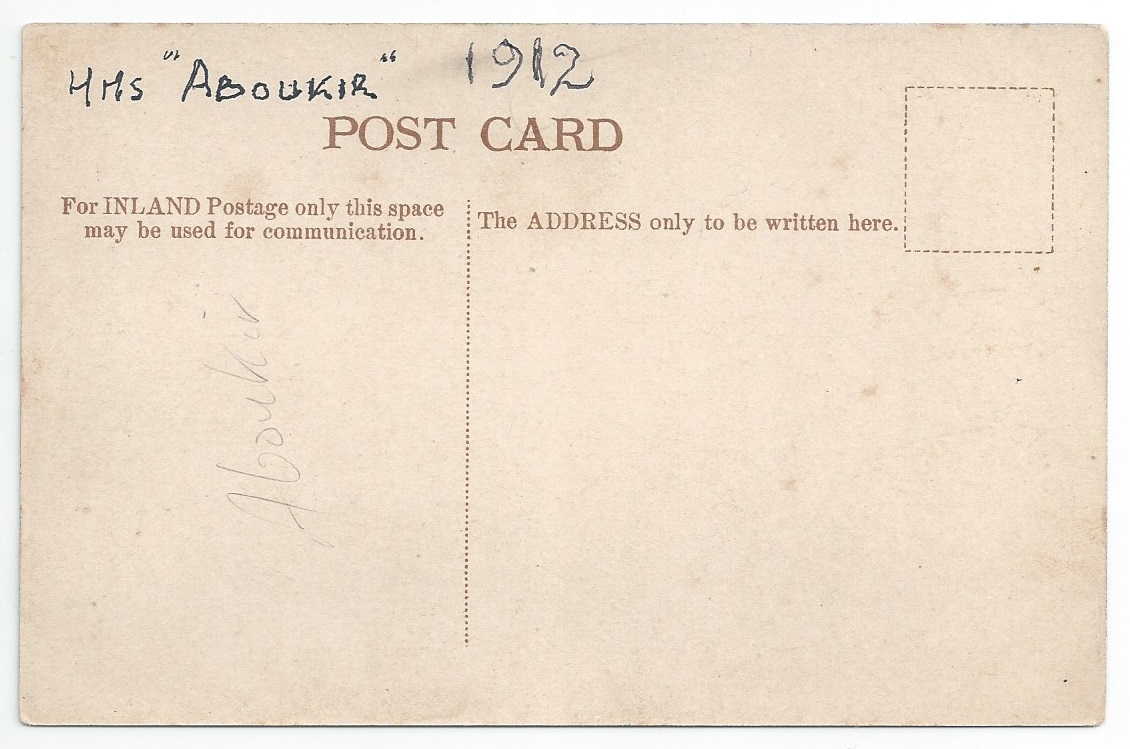 HMS "ABOUKIR" 1912
POST CARD
For INLAND Postage only this space
may be used for communication.
The ADDRESS only to be written here.
Aboukir